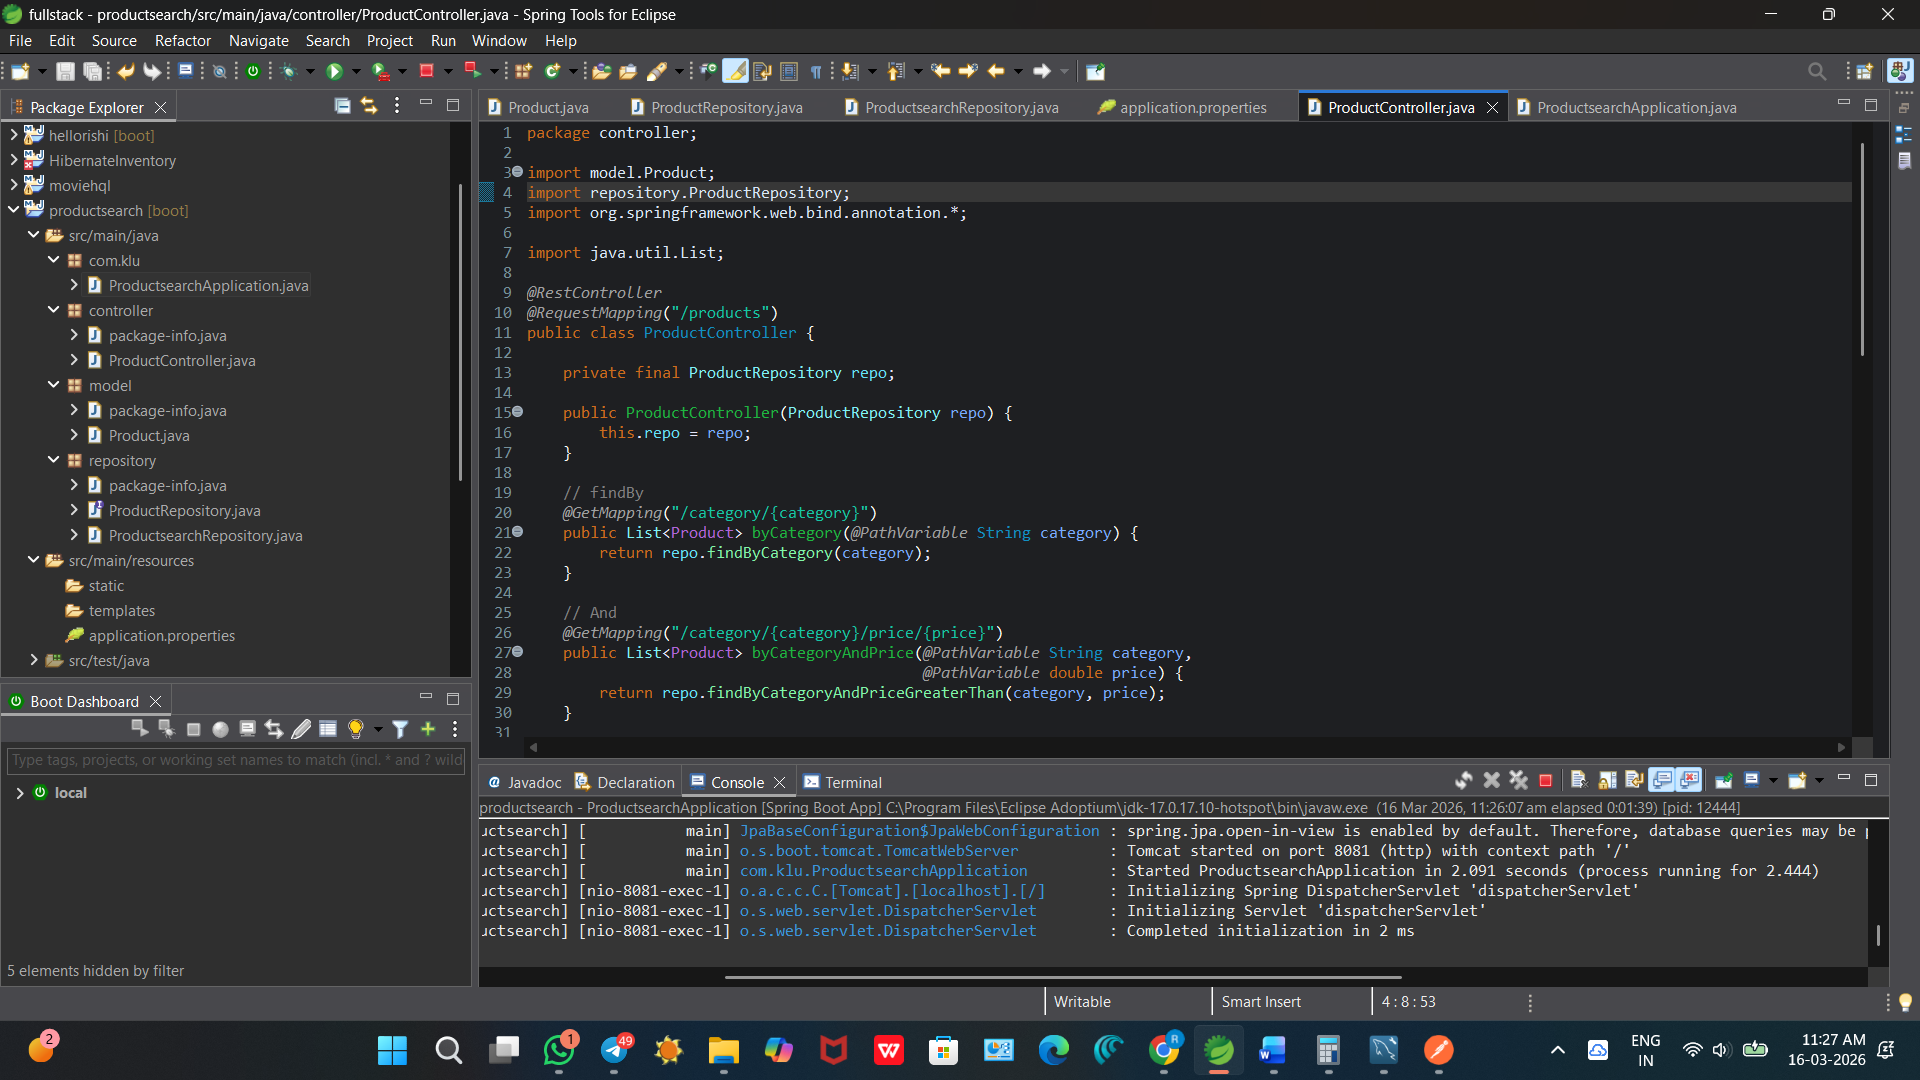 fullstack - productsearch/src/main/java/controller/ProductController.java - Spring Tools for Eclipse
File Edit Source Refactor Navigate Search Project Run Window Help
Package Explorer
hellorishi [boot]
HibernateInventory
moviehql
productsearch [boot]
src/main/java
com.klu
ProductsearchApplication.java
controller
package-info.java
ProductController.java
model
package-info.java
Product.java
repository
package-info.java
ProductRepository.java
ProductsearchRepository.java
src/main/resources
static
templates
application.properties
src/test/java
Boot Dashboard
Type tags, projects, or working set names to match (incl. * and ? wild
local
5 elements hidden by filter
Product.java ProductRepository.java ProductsearchRepository.java application.properties ProductController.java ProductsearchApplication.java
1 package controller;
2
3 import model.Product;
4 import repository.ProductRepository;
5 import org.springframework.web.bind.annotation.*;
6
7 import java.util.List;
8
9 @RestController
10 @RequestMapping("/products")
11 public class ProductController {
12
13     private final ProductRepository repo;
14
15     public ProductController(ProductRepository repo) {
16         this.repo = repo;
17     }
18
19     // findBy
20     @GetMapping("/category/{category}")
21     public List<Product> byCategory(@PathVariable String category) {
22         return repo.findByCategory(category);
23     }
24
25     // And
26     @GetMapping("/category/{category}/price/{price}")
27     public List<Product> byCategoryAndPrice(@PathVariable String category,
28                                             @PathVariable double price) {
29         return repo.findByCategoryAndPriceGreaterThan(category, price);
30     }
31
Javadoc Declaration Console Terminal
productsearch - ProductsearchApplication [Spring Boot App] C:\Program Files\Eclipse Adoptium\jdk-17.0.17.10-hotspot\bin\javaw.exe (16 Mar 2026, 11:26:07 am elapsed 0:01:39) [pid: 12444]
uctsearch] [           main] JpaBaseConfiguration$JpaWebConfiguration : spring.jpa.open-in-view is enabled by default. Therefore, database queries may be
uctsearch] [           main] o.s.boot.tomcat.TomcatWebServer          : Tomcat started on port 8081 (http) with context path '/'
uctsearch] [           main] com.klu.ProductsearchApplication         : Started ProductsearchApplication in 2.091 seconds (process running for 2.444)
uctsearch] [nio-8081-exec-1] o.a.c.c.C.[Tomcat].[localhost].[/]       : Initializing Spring DispatcherServlet 'dispatcherServlet'
uctsearch] [nio-8081-exec-1] o.s.web.servlet.DispatcherServlet        : Initializing Servlet 'dispatcherServlet'
uctsearch] [nio-8081-exec-1] o.s.web.servlet.DispatcherServlet        : Completed initialization in 2 ms
Writable Smart Insert 4 : 8 : 53
2
1
49
R
ENG
IN
11:27 AM
16-03-2026